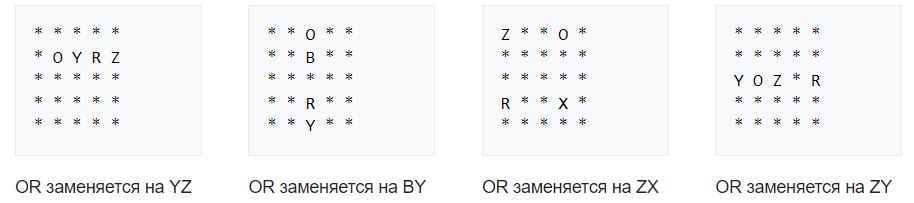 * * * * *
* O Y R Z
* * * * *
* * * * *
* * * * *
OR заменяется на YZ
* * O * *
* * B * *
* * * * *
* * R * *
* * Y * *
OR заменяется на BY
Z * * O *
* * * * *
* * * * *
R * * X *
* * * * *
OR заменяется на ZX
* * * * *
* * * * *
Y O Z * R
* * * * *
* * * * *
OR заменяется на ZY